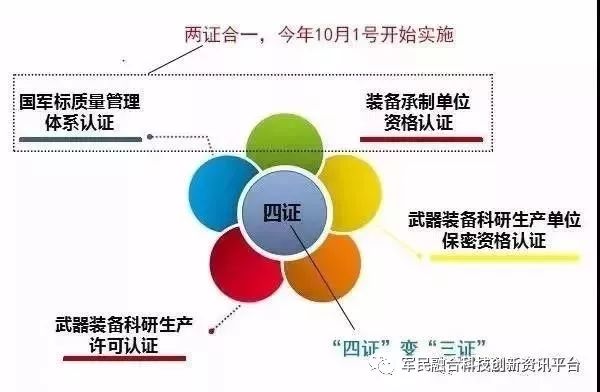 两证合一，今年10月1号开始实施
国军标质量管理
体系认证
装备承制单位
资格认证
四证
武器装备科研生产单位
保密资格认证
武器装备科研生产
许可认证
“四证”变“三证”
军民融合科技创新资讯平台